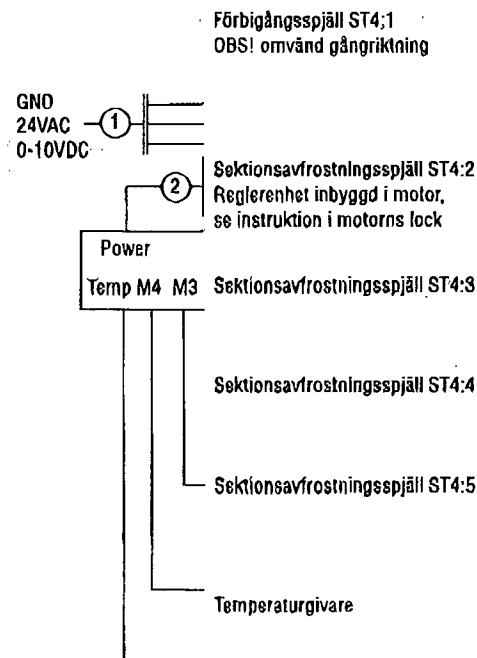 Förbigångsspjäll ST4;1
OBS! omvänd gångriktning
GND
24VAC
0-10VDC
1
Sektionsavfrostningsspjäll ST4:2
2
Reglerenhet inbyggd i motor,
se instruktion i motorns lock
Power
Temp M4 M3
Sektionsavfrostningsspjäll ST4:3
Sektionsavfrostningsspjäll ST4:4
Sektionsavfrostningsspjäll ST4:5
Temperaturgivare